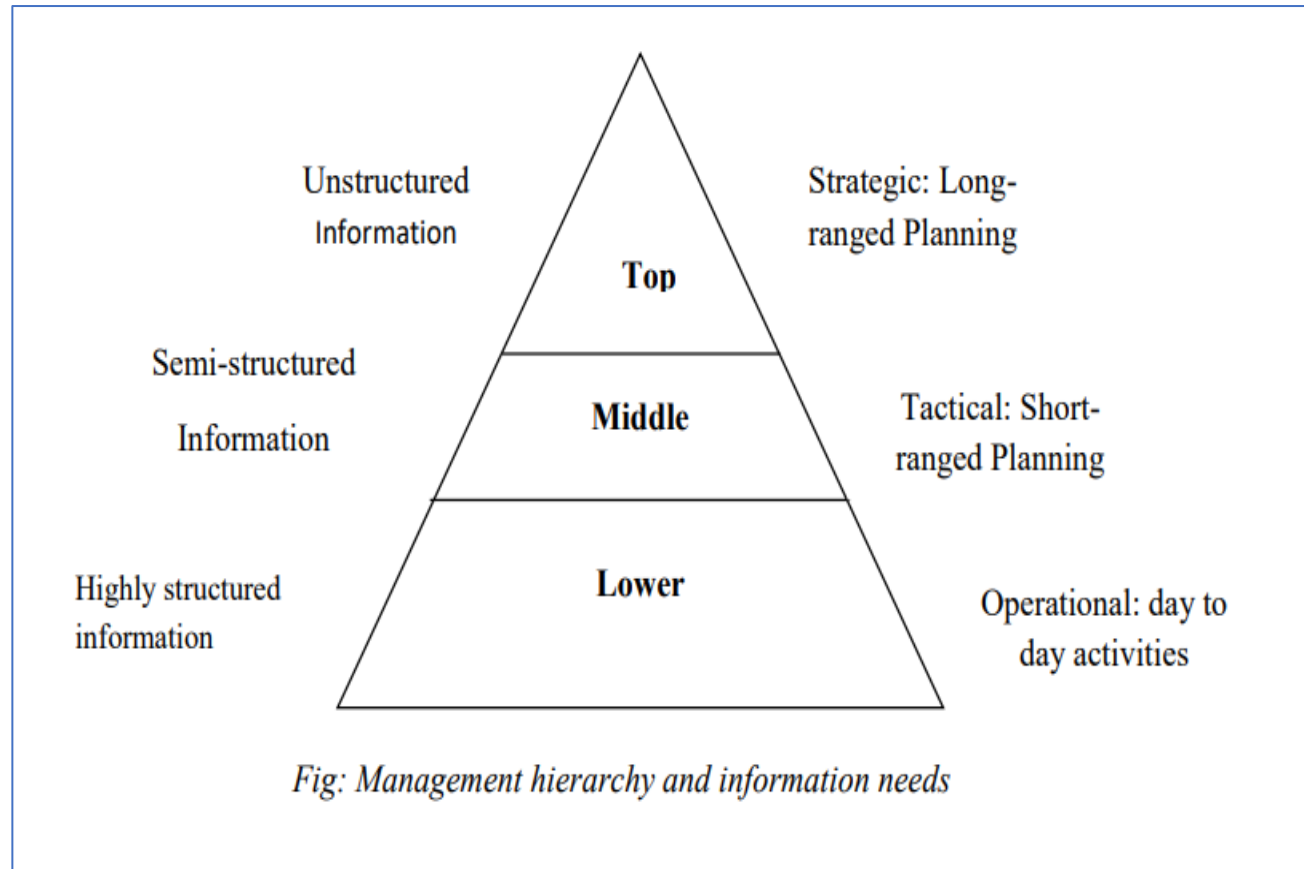 Unstructured
Information
Strategic: Long-
ranged Planning
Top
Semi-structured
Information
Middle
Tactical: Short-
ranged Planning
Highly structured
information
Lower
Operational: day to
day activities
Fig: Management hierarchy and information needs